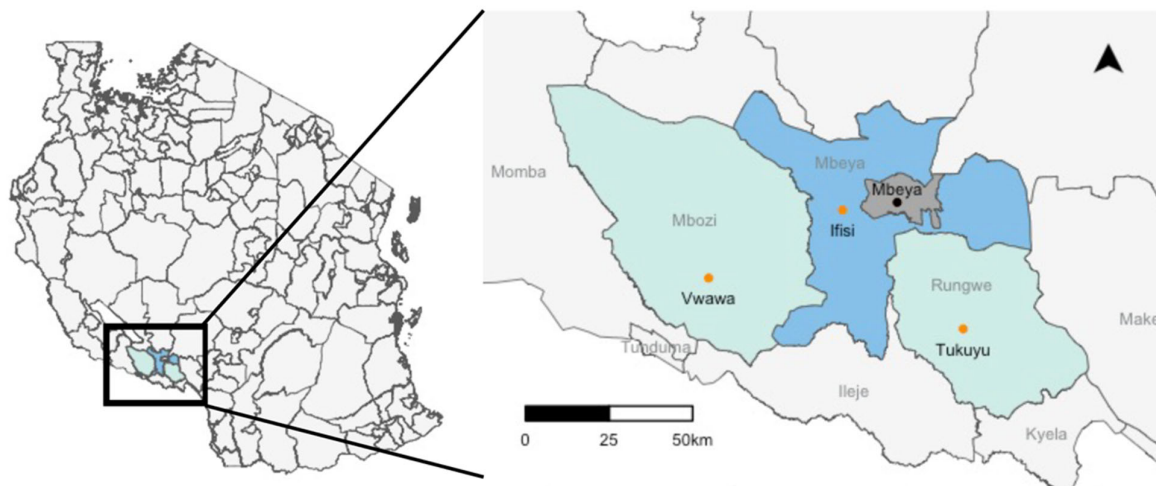 Momba
Mbeya
Mbeya
Mbozi
Ifisi
Rungwe
Vwawa
Make
Tukuyu
Tunduma
Ileje
Kyela
0 25 50km